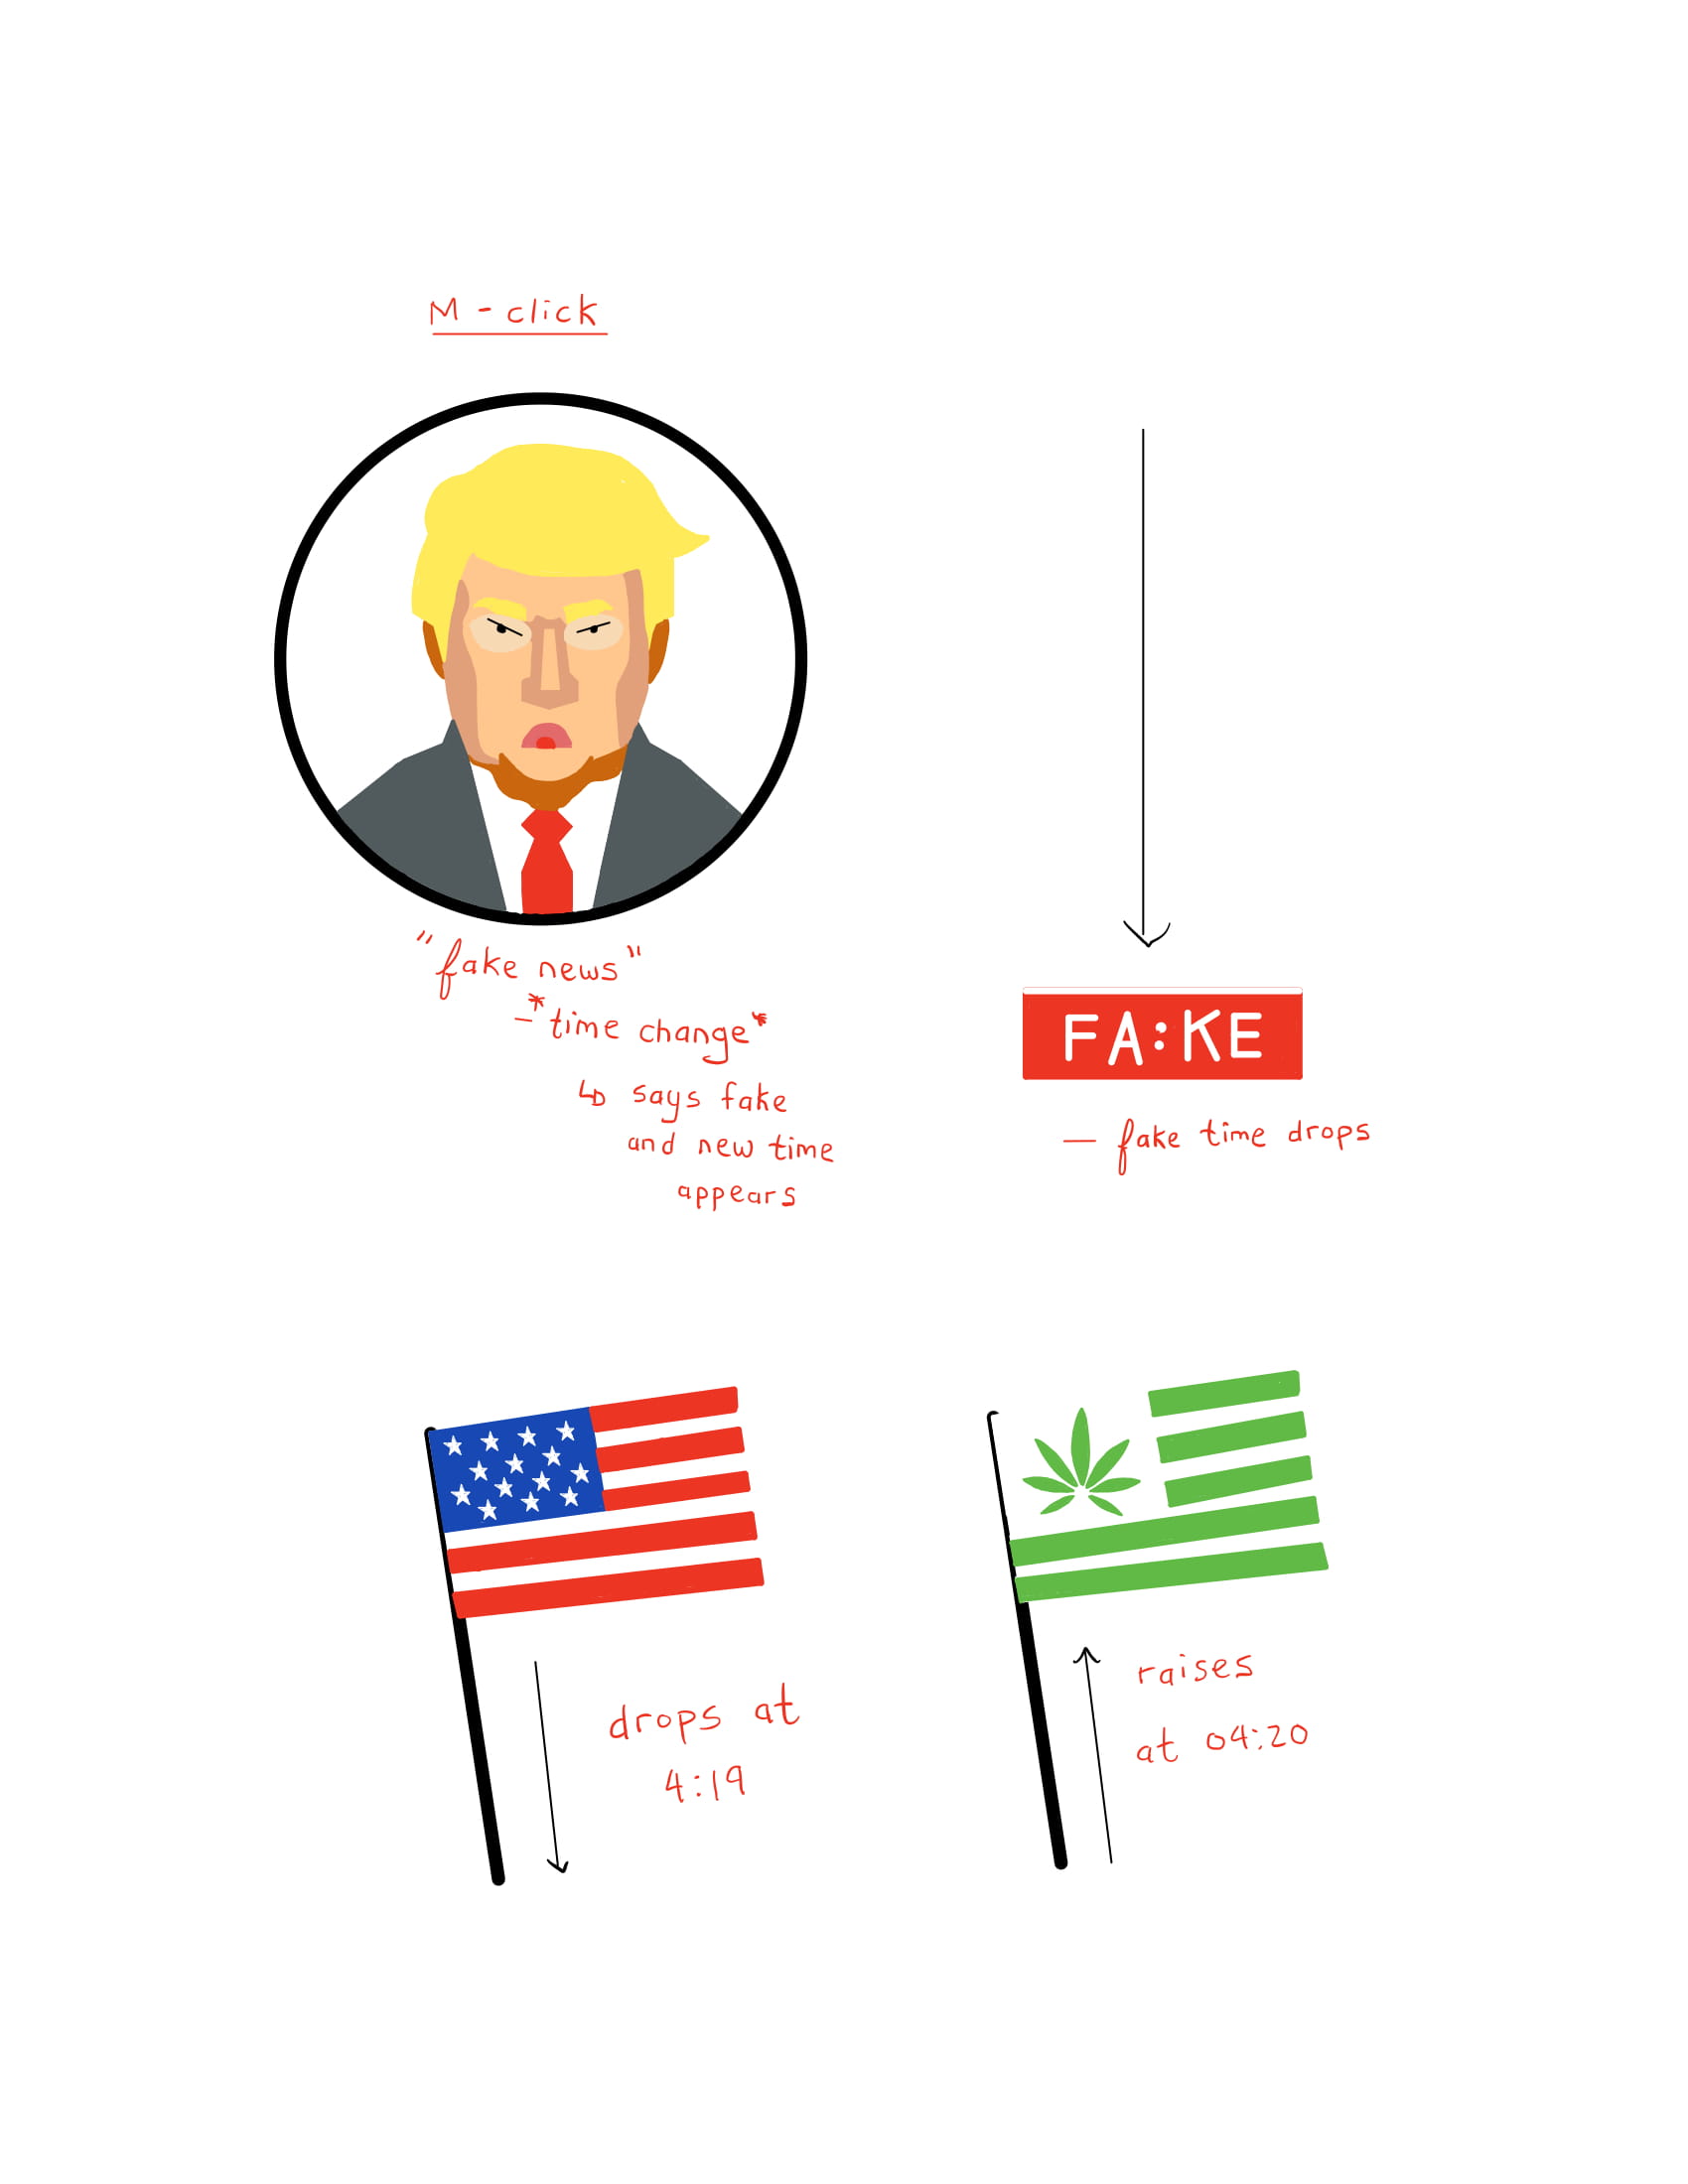 M - click
"fake news"
- *time change*
↳ says fake
and new time
appears
FA:KE
— fake time drops
drops at
4:19
raises
at 04:20